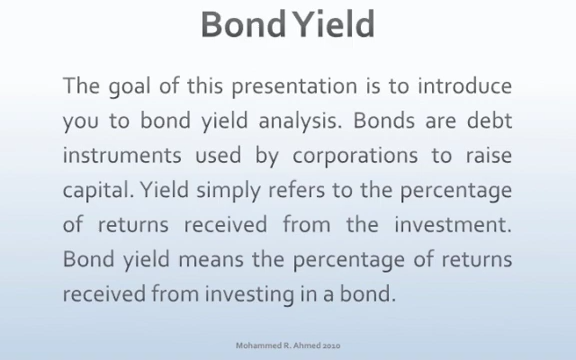 Bond Yield
The goal of this presentation is to introduce
you to bond yield analysis. Bonds are debt
instruments used by corporations to raise
capital. Yield simply refers to the percentage
of returns received from the investment.
Bond yield means the percentage of returns
received from investing in a bond.
Mohammed R. Ahmed 2010